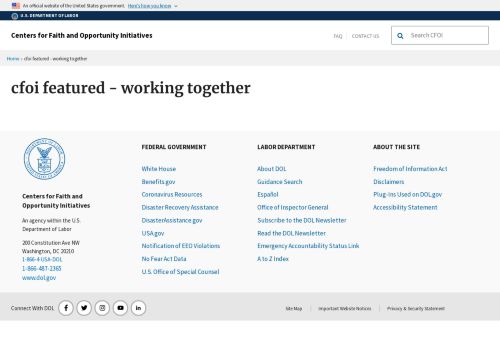 An official website of the United States government. Here's how you know
U.S. DEPARTMENT OF LABOR
Centers for Faith and Opportunity Initiatives
FAQ
CONTACT US
Search CFOI
Home > cfoi featured - working together
cfoi featured - working together
Centers for Faith and
Opportunity Initiatives
An agency within the U.S.
Department of Labor
200 Constitution Ave NW
Washington, DC 20210
1-866-4-USA-DOL
1-866-487-2365
www.dol.gov
FEDERAL GOVERNMENT
White House
Benefits.gov
Coronavirus Resources
Disaster Recovery Assistance
DisasterAssistance.gov
USA.gov
Notification of EEO Violations
No Fear Act Data
U.S. Office of Special Counsel
LABOR DEPARTMENT
About DOL
Guidance Search
Español
Office of Inspector General
Subscribe to the DOL Newsletter
Read the DOL Newsletter
Emergency Accountability Status Link
A to Z Index
ABOUT THE SITE
Freedom of Information Act
Disclaimers
Plug-Ins Used on DOL.gov
Accessibility Statement
Connect With DOL
Site Map
Important Website Notices
Privacy & Security Statement